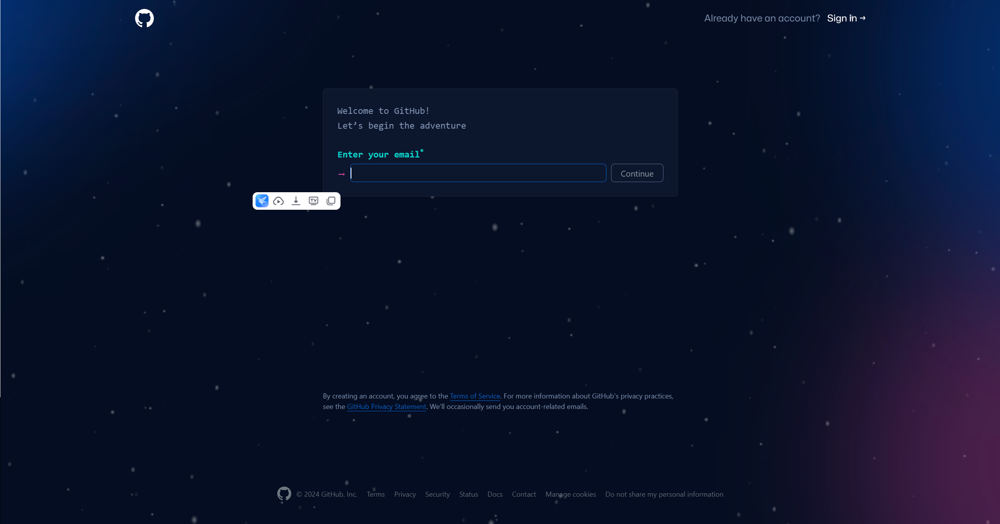 Already have an account? Sign in →
Welcome to GitHub!
Let’s begin the adventure
Enter your email*
→
Continue
TV
By creating an account, you agree to the Terms of Service. For more information about GitHub's privacy practices,
see the GitHub Privacy Statement. We'll occasionally send you account-related emails.
© 2024 GitHub, Inc. Terms Privacy Security Status Docs Contact Manage cookies Do not share my personal information